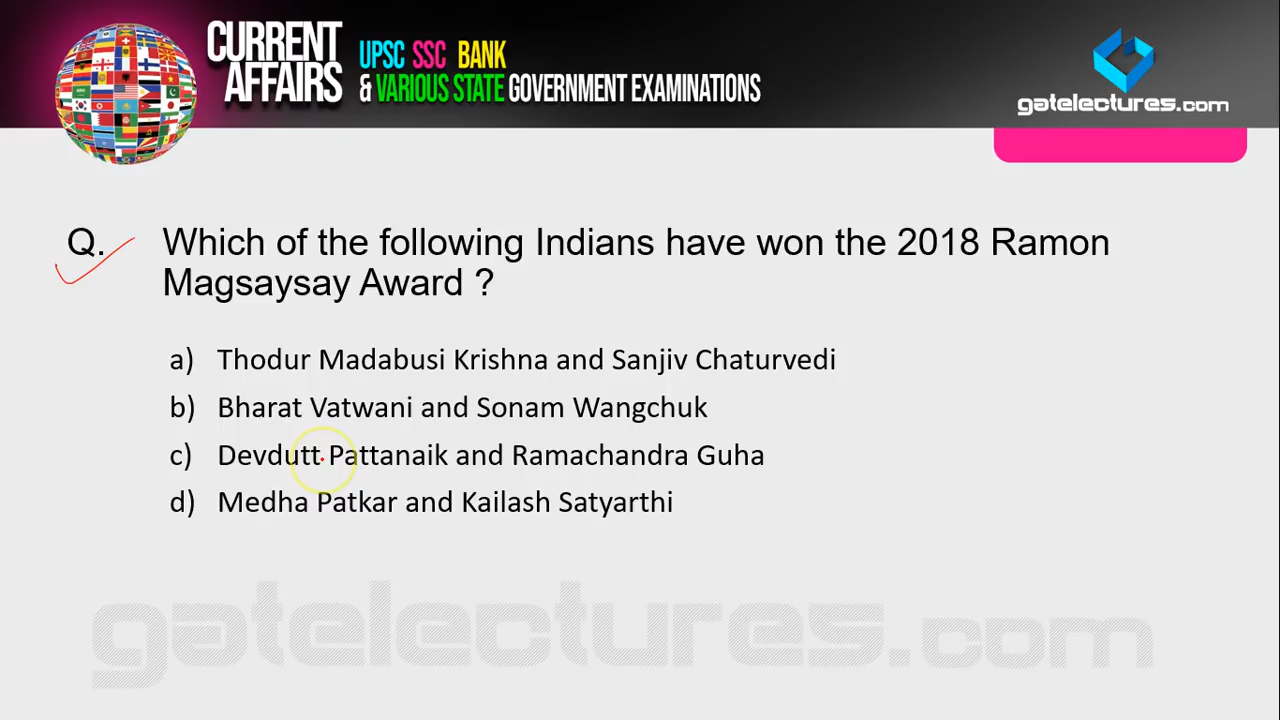 CURRENT
AFFAIRS
UPSC SSC BANK
& VARIOUS STATE GOVERNMENT EXAMINATIONS
gatelectures.com
Q. Which of the following Indians have won the 2018 Ramon
Magsaysay Award ?
a) Thodur Madabusi Krishna and Sanjiv Chaturvedi
b) Bharat Vatwani and Sonam Wangchuk
c) Devdutt Pattanaik and Ramachandra Guha
d) Medha Patkar and Kailash Satyarthi
gatelectures.com